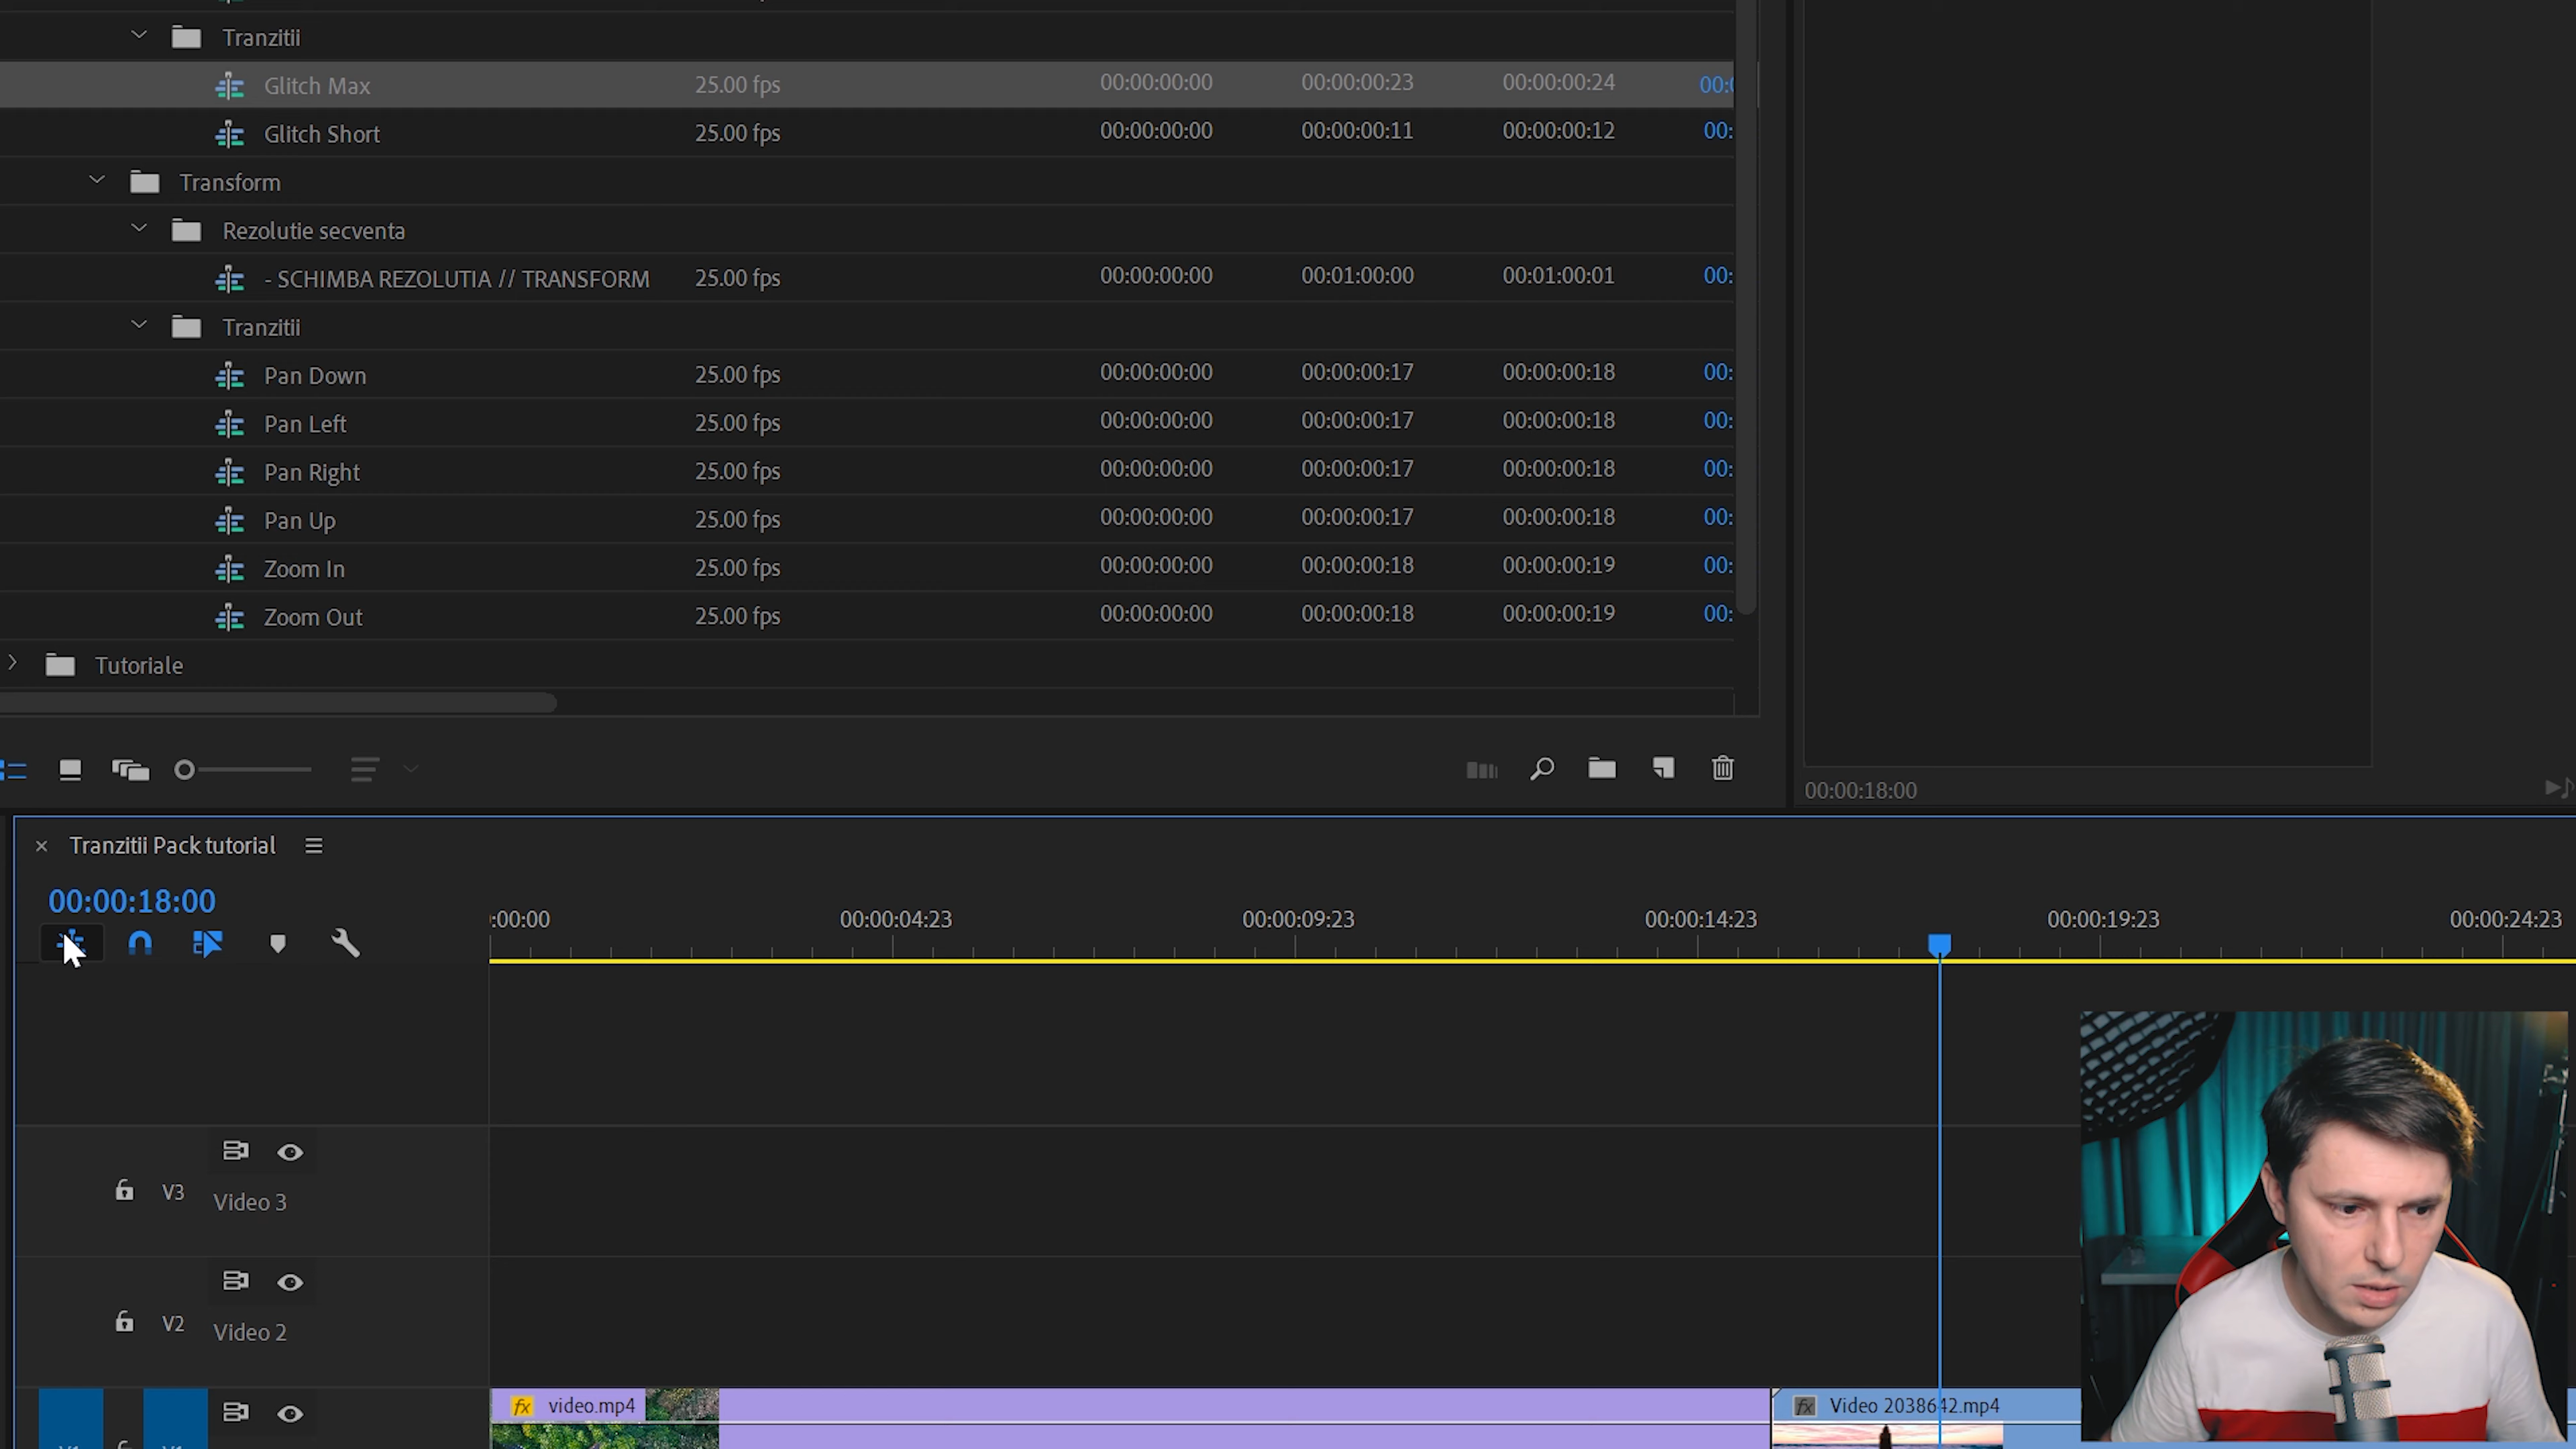 Tranzitii
Glitch Max 25.00 fps 00:00:00:00 00:00:00:23 00:00:00:24
Glitch Short 25.00 fps 00:00:00:00 00:00:00:11 00:00:00:12 00:
Transform
Rezolutie secventa
- SCHIMBA REZOLUTIA // TRANSFORM 25.00 fps 00:00:00:00 00:01:00:00 00:01:00:01 00:
Tranzitii
Pan Down 25.00 fps 00:00:00:00 00:00:00:17 00:00:00:18 00:
Pan Left 25.00 fps 00:00:00:00 00:00:00:17 00:00:00:18 00:
Pan Right 25.00 fps 00:00:00:00 00:00:00:17 00:00:00:18 00:
Pan Up 25.00 fps 00:00:00:00 00:00:00:17 00:00:00:18 00:
Zoom In 25.00 fps 00:00:00:00 00:00:00:18 00:00:00:19 00:
Zoom Out 25.00 fps 00:00:00:00 00:00:00:18 00:00:00:19 00:
Tutoriale
00:00:18:00
Tranzitii Pack tutorial
00:00:18:00
:00:00 00:00:04:23 00:00:09:23 00:00:14:23 00:00:19:23 00:00:24:23
V3 Video 3
V2 Video 2
fx video.mp4 fx Video 2038642.mp4